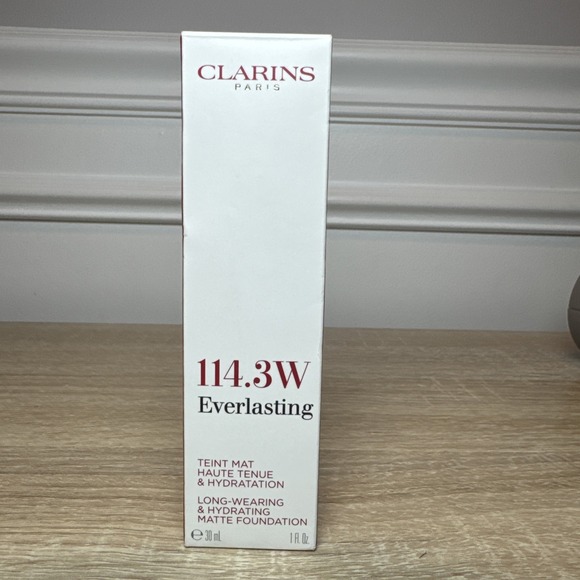 CLARINS
PARIS
114.3W
Everlasting
TEINT MAT
HAUTE TENUE
& HYDRATATION
LONG-WEARING
& HYDRATING
MATTE FOUNDATION
℮ 30 mL 1 Fl. Oz.